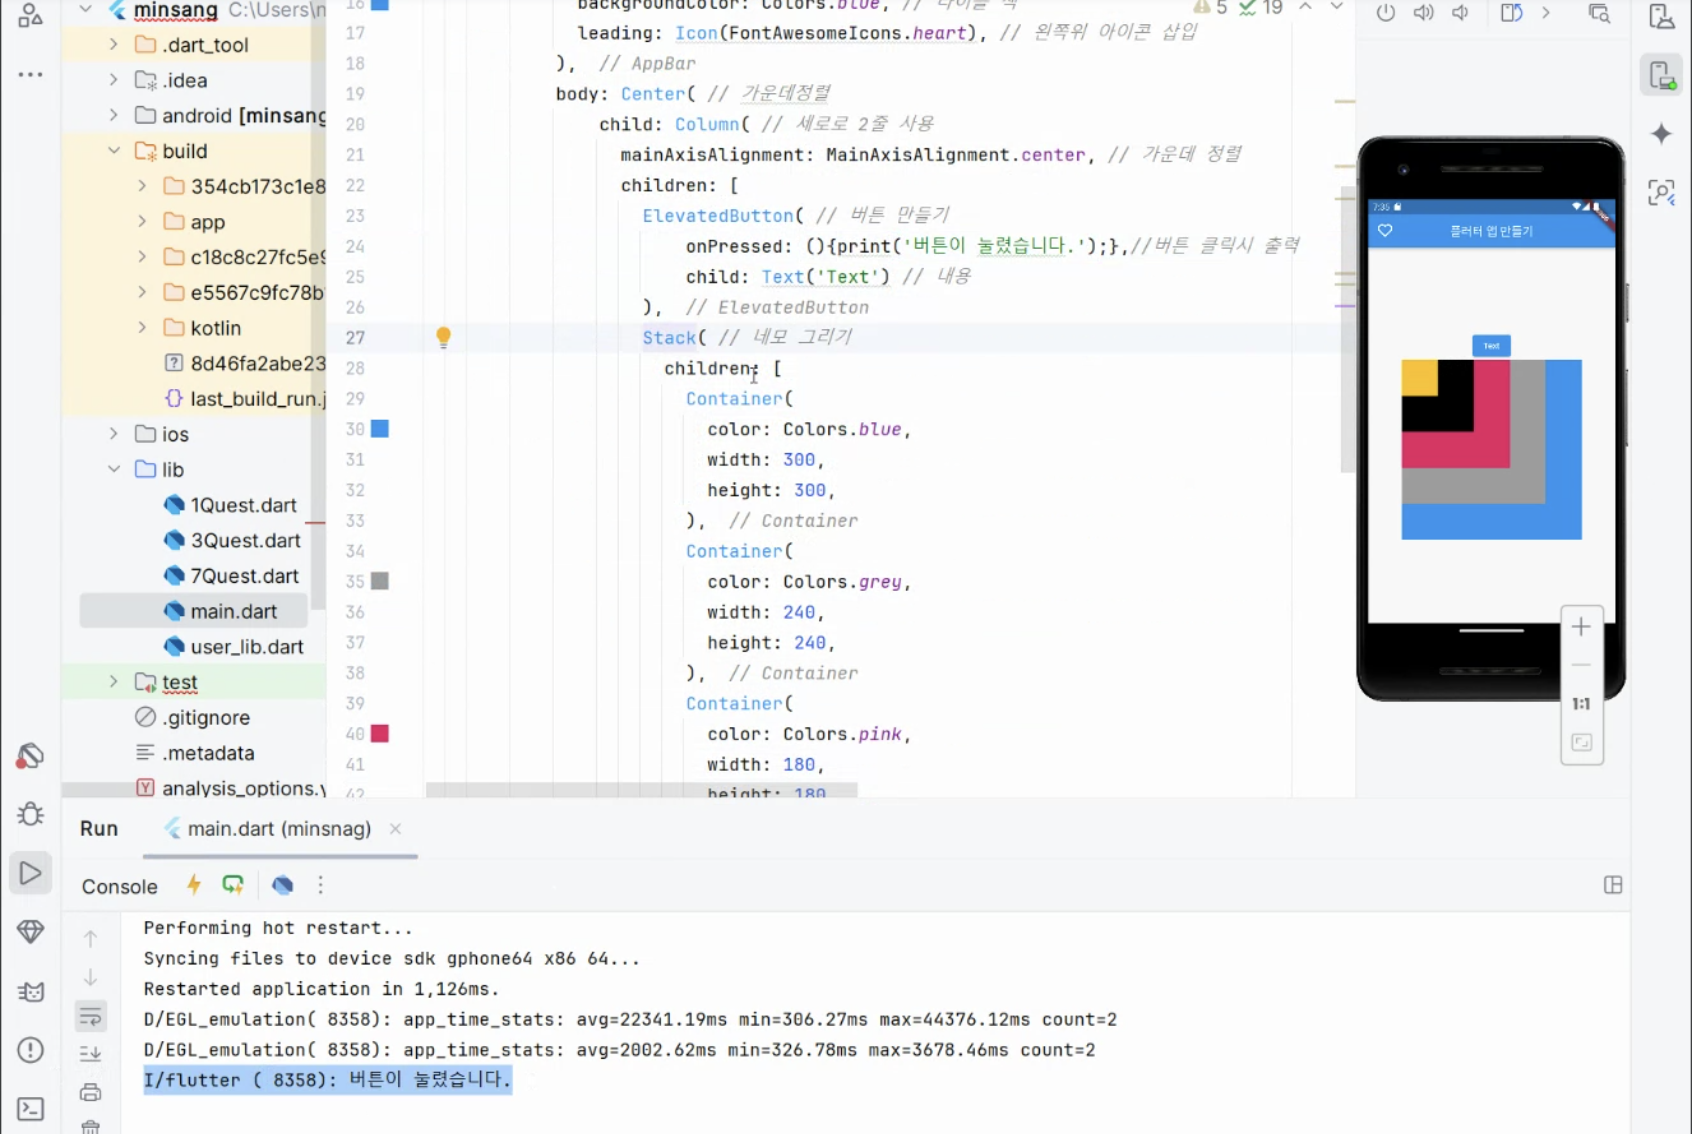 minsang C:\Users\
.dart_tool
.idea
android [minsang
build
354cb173c1e8
app
c18c8c27fc5e9
e5567c9fc78b
kotlin
8d46fa2abe23
last_build_run.j
ios
lib
1Quest.dart
3Quest.dart
7Quest.dart
main.dart
user_lib.dart
test
.gitignore
.metadata
analysis_options.y
5 19
16 backgroundColor: Colors.blue, // 타이틀 색
17 leading: Icon(FontAwesomeIcons.heart), // 왼쪽위 아이콘 삽입
18 ), // AppBar
19 body: Center( // 가운데정렬
20 child: Column( // 세로로 2줄 사용
21 mainAxisAlignment: MainAxisAlignment.center, // 가운데 정렬
22 children: [
23 ElevatedButton( // 버튼 만들기
24 onPressed: (){print('버튼이 눌렸습니다.');},//버튼 클릭시 출력
25 child: Text('Text') // 내용
26 ), // ElevatedButton
27 Stack( // 네모 그리기
28 children: [
29 Container(
30 color: Colors.blue,
31 width: 300,
32 height: 300,
33 ), // Container
34 Container(
35 color: Colors.grey,
36 width: 240,
37 height: 240,
38 ), // Container
39 Container(
40 color: Colors.pink,
41 width: 180,
42 height: 180
7:35
플러터 앱 만들기
Text
1:1
Run main.dart (minsnag)
Console
Performing hot restart...
Syncing files to device sdk gphone64 x86 64...
Restarted application in 1,126ms.
D/EGL_emulation( 8358): app_time_stats: avg=22341.19ms min=306.27ms max=44376.12ms count=2
D/EGL_emulation( 8358): app_time_stats: avg=2002.62ms min=326.78ms max=3678.46ms count=2
I/flutter ( 8358): 버튼이 눌렸습니다.